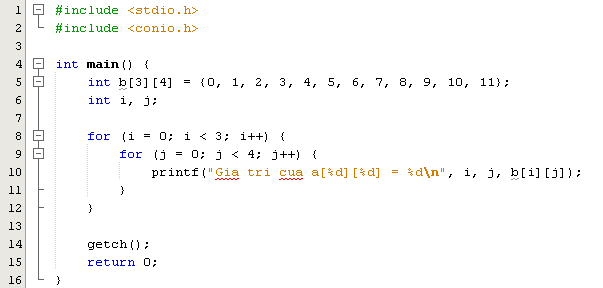 1 #include <stdio.h>
2 #include <conio.h>
3
4 int main() {
5     int b[3][4] = {0, 1, 2, 3, 4, 5, 6, 7, 8, 9, 10, 11};
6     int i, j;
7
8     for (i = 0; i < 3; i++) {
9         for (j = 0; j < 4; j++) {
10             printf("Gia tri cua a[%d][%d] = %d\n", i, j, b[i][j]);
11         }
12     }
13
14     getch();
15     return 0;
16 }